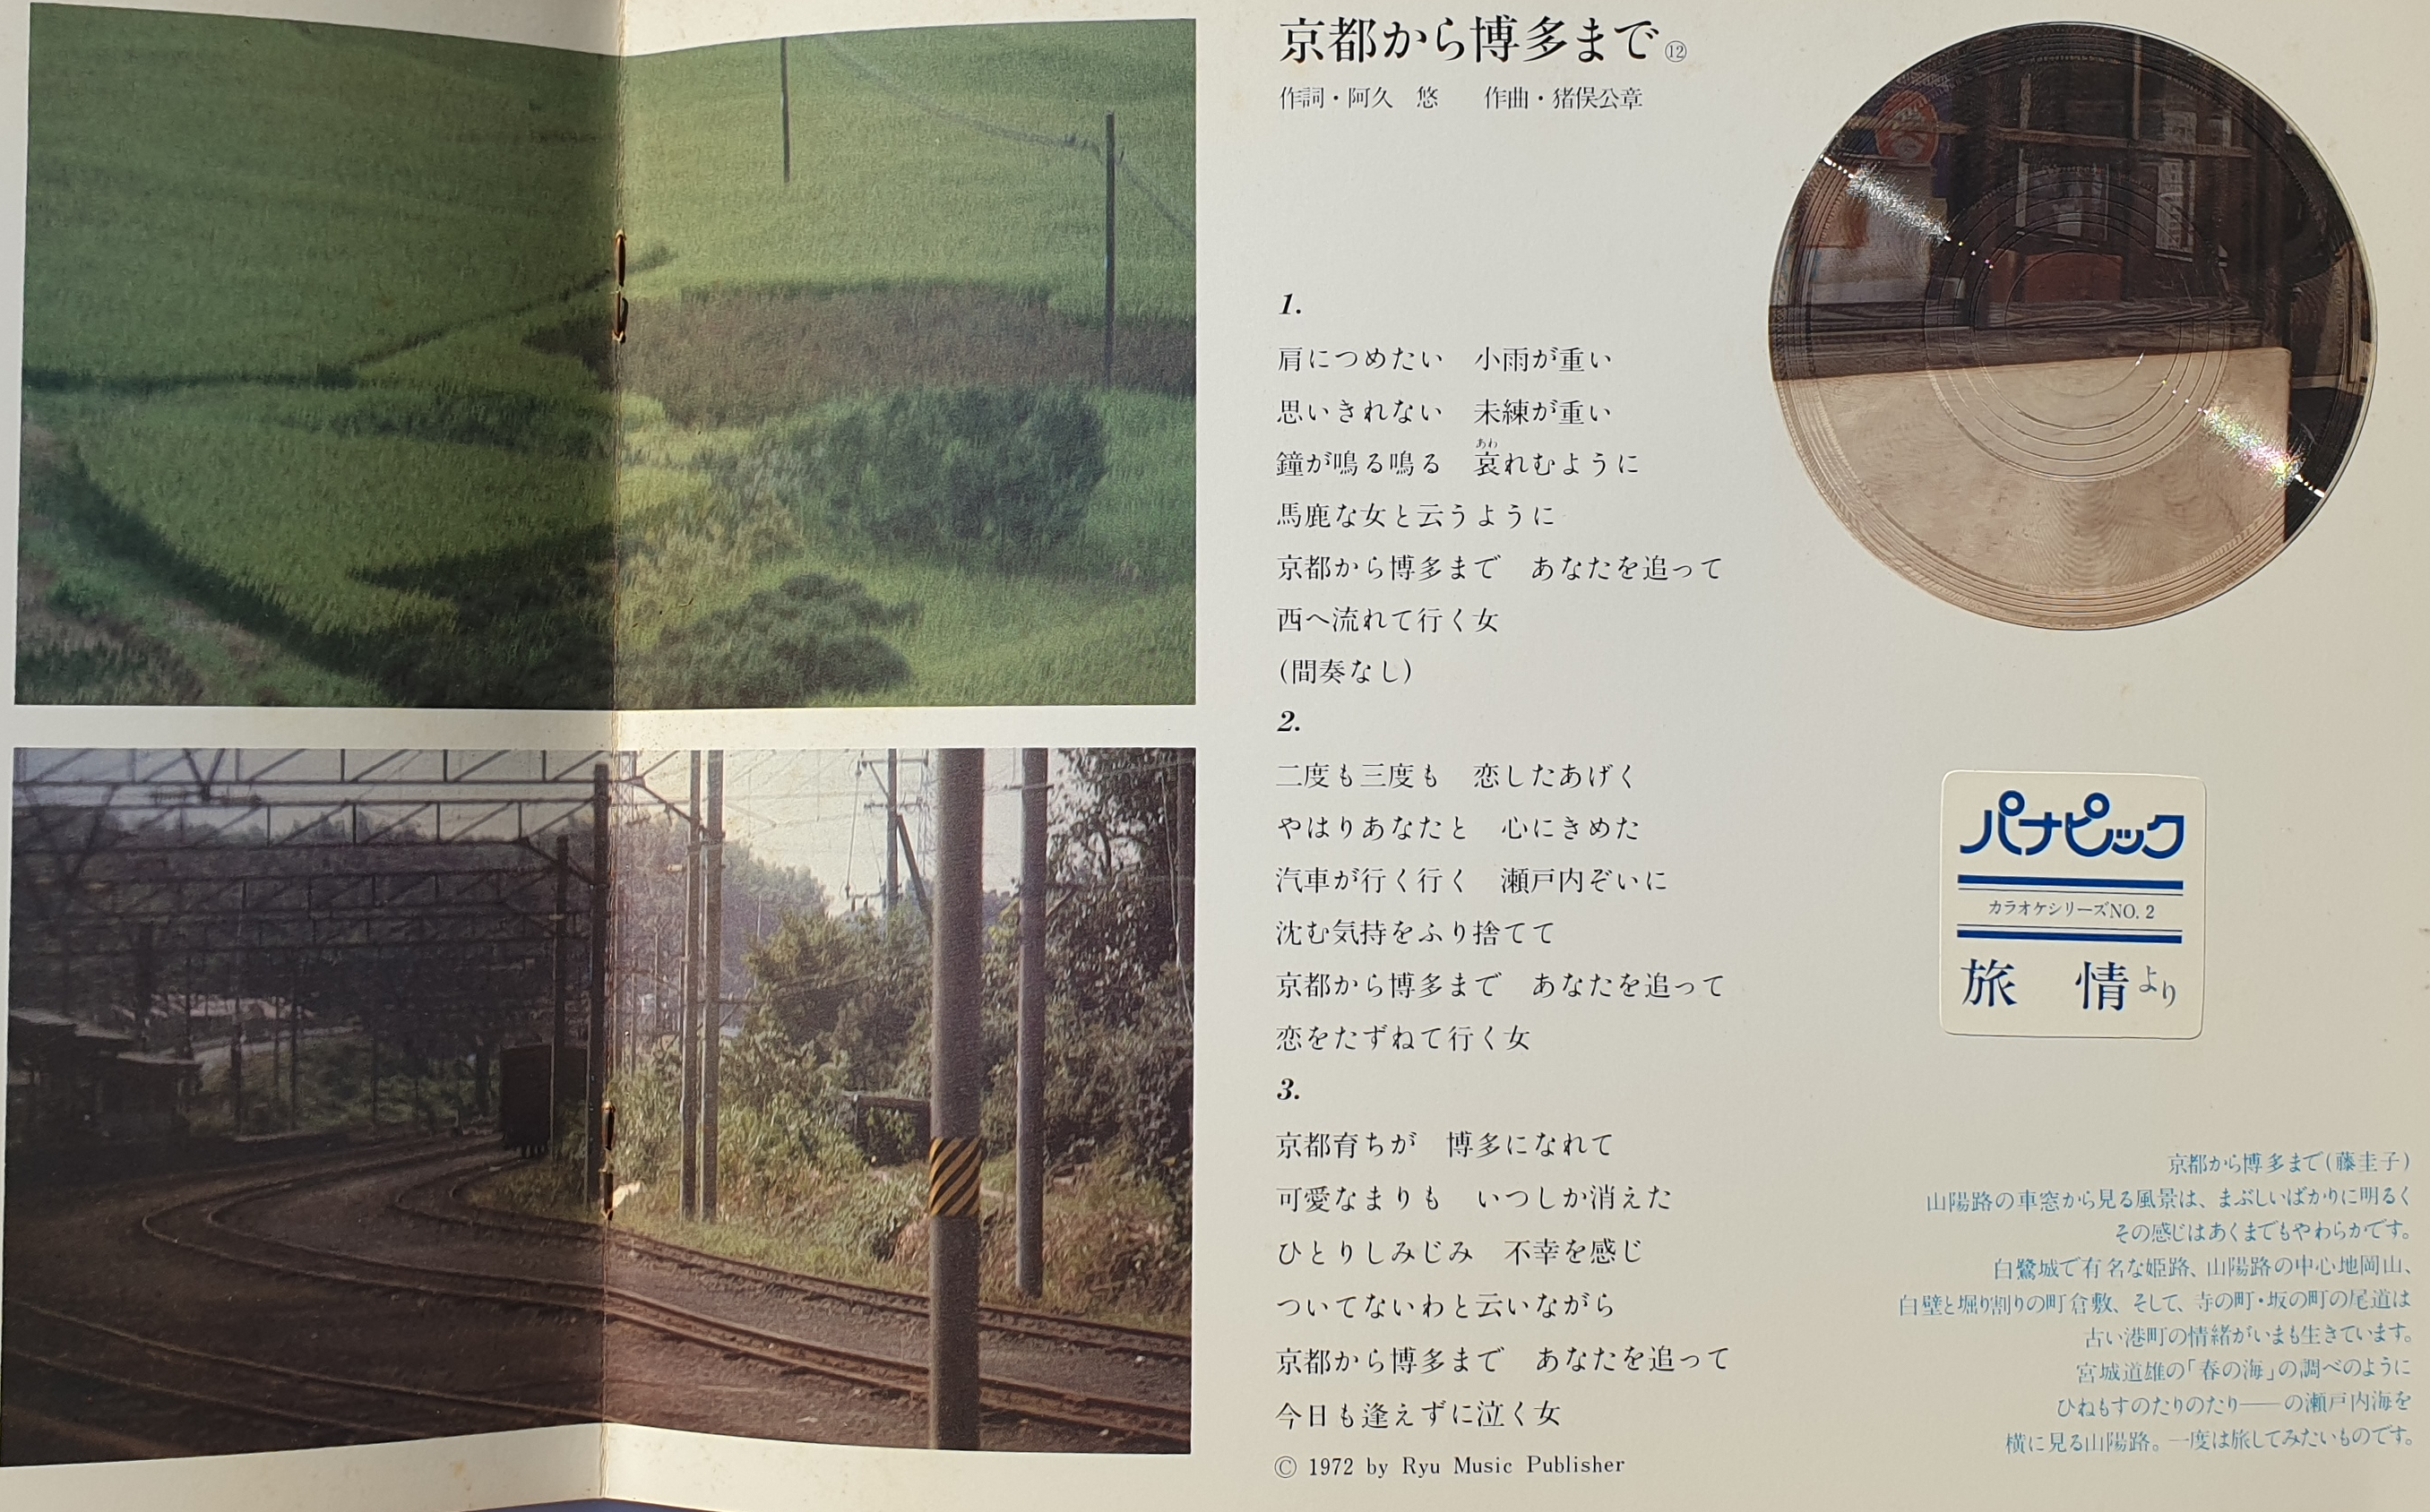 京都から博多まで⑫
作詞・阿久　悠　　作曲・猪俣公章
1.
肩につめたい　小雨が重い
思いきれない　未練が重い
あわ
鐘が鳴る鳴る　哀れむように
馬鹿な女と云うように
京都から博多まで　あなたを追って
西へ流れて行く女
(間奏なし)
2.
二度も三度も　恋したあげく
やはりあなたと　心にきめた
汽車が行く行く　瀬戸内ぞいに
沈む気持をふり捨てて
京都から博多まで　あなたを追って
恋をたずねて行く女
3.
京都育ちが　博多になれて
可愛なまりも　いつしか消えた
ひとりしみじみ　不幸を感じ
ついてないわと云いながら
京都から博多まで　あなたを追って
今日も逢えずに泣く女
© 1972 by Ryu Music Publisher
パナピック
カラオケシリーズNO.2
旅　情より
京都から博多まで(藤圭子)
山陽路の車窓から見る風景は、まぶしいばかりに明るく
その感じはあくまでもやわらかです。
白鷺城で有名な姫路、山陽路の中心地岡山、
白壁と堀り割りの町倉敷、そして、寺の町・坂の町の尾道は
古い港町の情緒がいまも生きています。
宮城道雄の「春の海」の調べのように
ひねもすのたりのたり──の瀬戸内海を
横に見る山陽路。一度は旅してみたいものです。